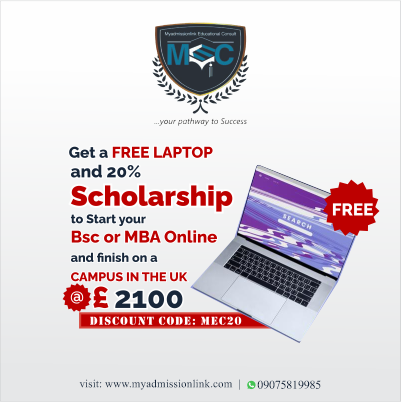 Myadmissionlink Educational Consult
MEC
...your pathway to Success
Get a FREE LAPTOP
and 20%
Scholarship
to Start your
Bsc or MBA Online
and finish on a
CAMPUS IN THE UK
@ £ 2100
DISCOUNT CODE: MEC20
SEARCH
FREE
visit: www.myadmissionlink.com | 09075819985